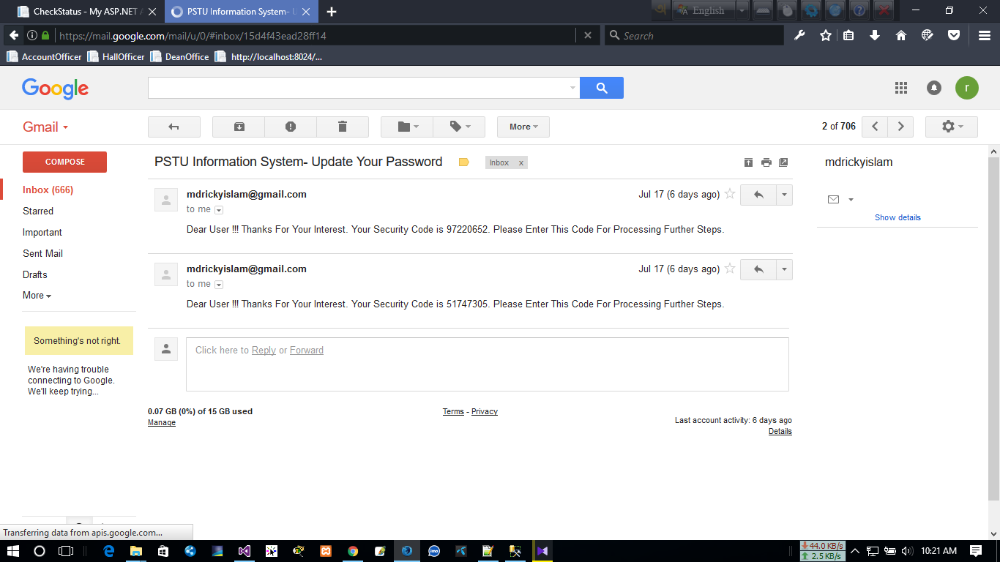 CheckStatus - My ASP.NET A
PSTU Information System- U
English
https://mail.google.com/mail/u/0/#inbox/15d4f43ead28ff14
Search
AccountOfficer
HallOfficer
DeanOffice
http://localhost:8024/...
Google
r
Gmail
More
2 of 706
COMPOSE
Inbox (666)
Starred
Important
Sent Mail
Drafts
More
Something's not right.
We're having trouble
connecting to Google.
We'll keep trying...
PSTU Information System- Update Your Password
Inbox x
mdrickyislam@gmail.com
Jul 17 (6 days ago)
to me
Dear User !!! Thanks For Your Interest. Your Security Code is 97220652. Please Enter This Code For Processing Further Steps.
mdrickyislam@gmail.com
Jul 17 (6 days ago)
to me
Dear User !!! Thanks For Your Interest. Your Security Code is 51747305. Please Enter This Code For Processing Further Steps.
Click here to Reply or Forward
0.07 GB (0%) of 15 GB used
Manage
Terms - Privacy
Last account activity: 6 days ago
Details
mdrickyislam
Show details
Transferring data from apis.google.com...
imo
44.0 KB/s
2.5 KB/s
10:21 AM